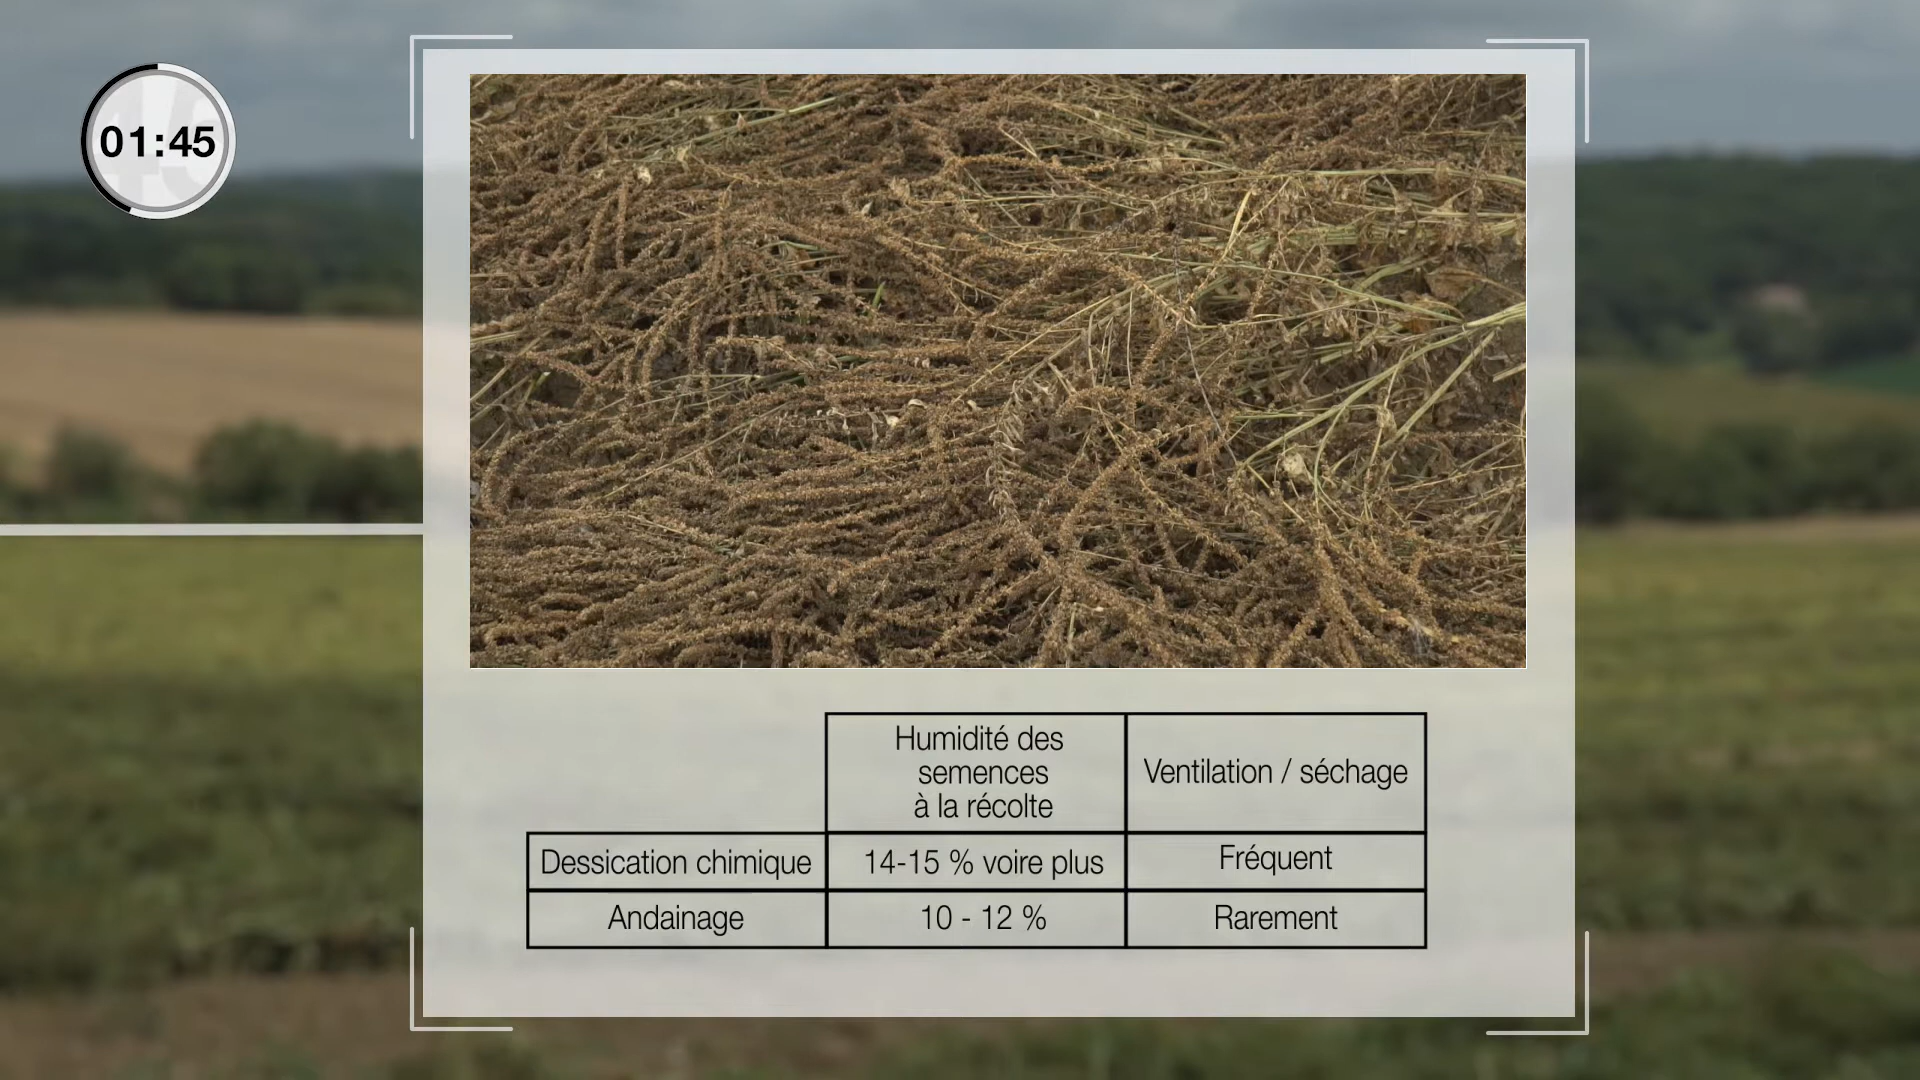 01:45
Humidité des
semences
à la récolte
Ventilation / séchage
Dessication chimique
14-15 % voire plus
Fréquent
Andainage
10 - 12 %
Rarement